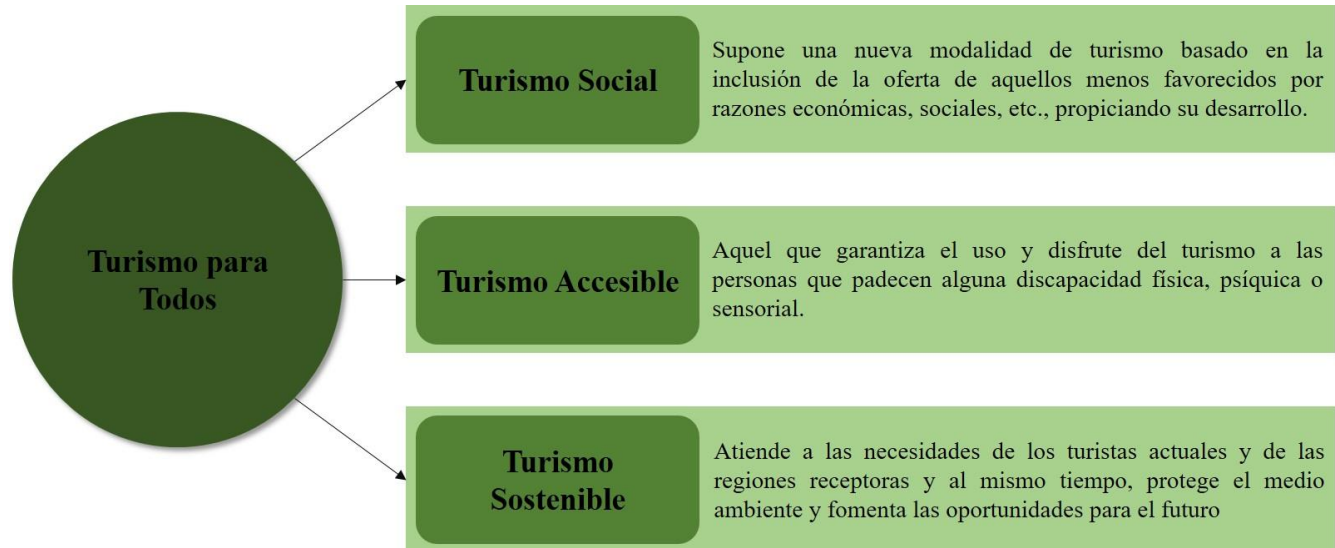 Turismo para
Todos
Turismo Social
Supone una nueva modalidad de turismo basado en la
inclusión de la oferta de aquellos menos favorecidos por
razones económicas, sociales, etc., propiciando su desarrollo.
Turismo Accesible
Aquel que garantiza el uso y disfrute del turismo a las
personas que padecen alguna discapacidad física, psíquica o
sensorial.
Turismo
Sostenible
Atiende a las necesidades de los turistas actuales y de las
regiones receptoras y al mismo tiempo, protege el medio
ambiente y fomenta las oportunidades para el futuro